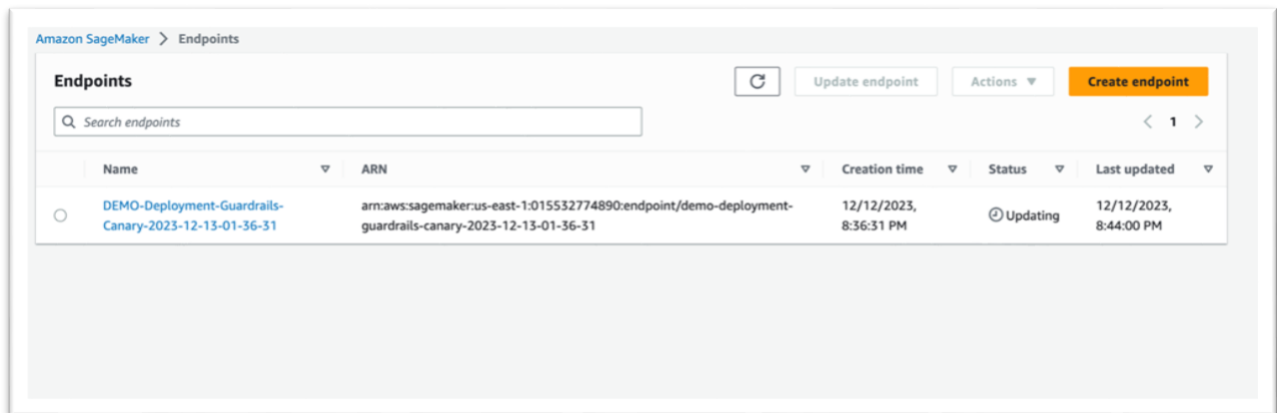 Amazon SageMaker > Endpoints
Endpoints
Update endpoint
Actions
Create endpoint
Search endpoints
1
Name ARN Creation time Status Last updated
DEMO-Deployment-Guardrails- arn:aws:sagemaker:us-east-1:015532774890:endpoint/demo-deployment- 12/12/2023, Updating 12/12/2023,
Canary-2023-12-13-01-36-31 guardrails-canary-2023-12-13-01-36-31 8:36:31 PM 8:44:00 PM